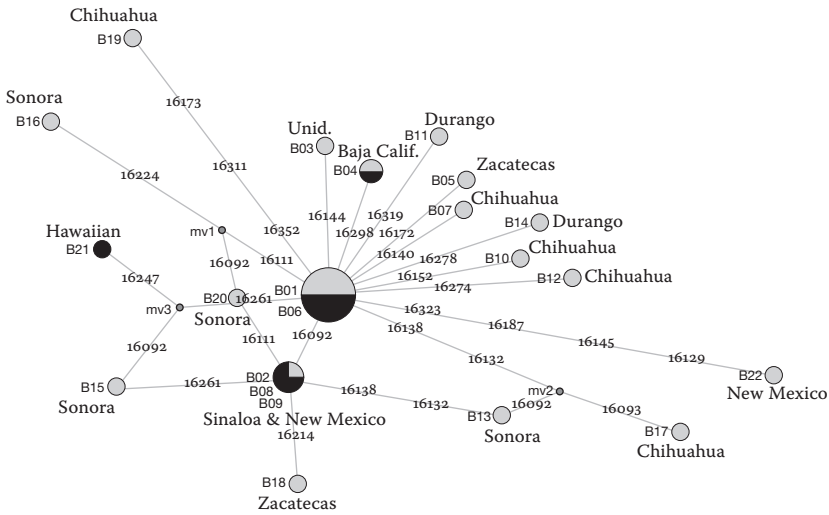 Chihuahua
B19
Sonora
B16
16173
Unid.
B03
Durango
B11
Baja Calif.
B04
Zacatecas
B05
16311
16224
Chihuahua
B07
16144
16319
16352
16298
16172
B14 Durango
Hawaiian
B21
mv1
16140
16278
Chihuahua
B10
16092
16111
16152
16274
B12 Chihuahua
16247
B01
B20
16261
mv3
B06
16323
Sonora
16138
16187
16092
16111
16092
16145
16132
16129
B02
B22
B15
16261
B08
16138
mv2
New Mexico
Sonora
B09
16132
16092
16093
Sinaloa & New Mexico
B13
Sonora
B17
16214
Chihuahua
B18
Zacatecas